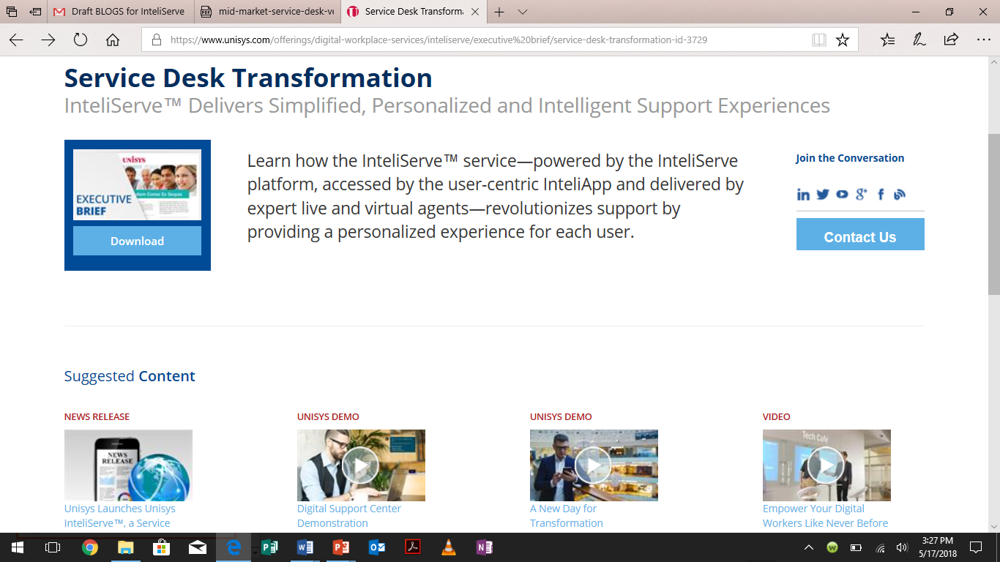 Draft BLOGS for InteliServe
mid-market-service-desk-ve
Service Desk Transforma
https://www.unisys.com/offerings/digital-workplace-services/inteliserve/executive%20brief/service-desk-transformation-id-3729
Service Desk Transformation
InteliServe™ Delivers Simplified, Personalized and Intelligent Support Experiences
UNISYS
EXECUTIVE
BRIEF
Download
Learn how the InteliServe™ service—powered by the InteliServe
platform, accessed by the user-centric InteliApp and delivered by
expert live and virtual agents—revolutionizes support by
providing a personalized experience for each user.
Join the Conversation
Contact Us
Suggested Content
NEWS RELEASE
NEWS
RELEASE
Unisys Launches Unisys
InteliServe™, a Service
UNISYS DEMO
Digital Support Center
Demonstration
UNISYS DEMO
A New Day for
Transformation
VIDEO
Tech Cafe
Empower Your Digital
Workers Like Never Before
3:27 PM
5/17/2018